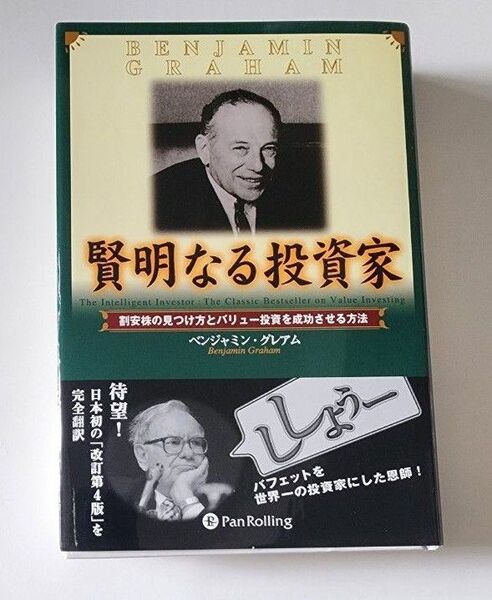 BENJAMIN
GRAHAM
賢明なる投資家
The Intelligent Investor : The Classic Bestseller on Value Investing
割安株の見つけ方とバリュー投資を成功させる方法
ベンジャミン・グレアム
Benjamin Graham
待望!
日本初の「改訂第4版」を
完全翻訳
ししょうー
バフェットを
世界一の投資家にした恩師!
PanRolling